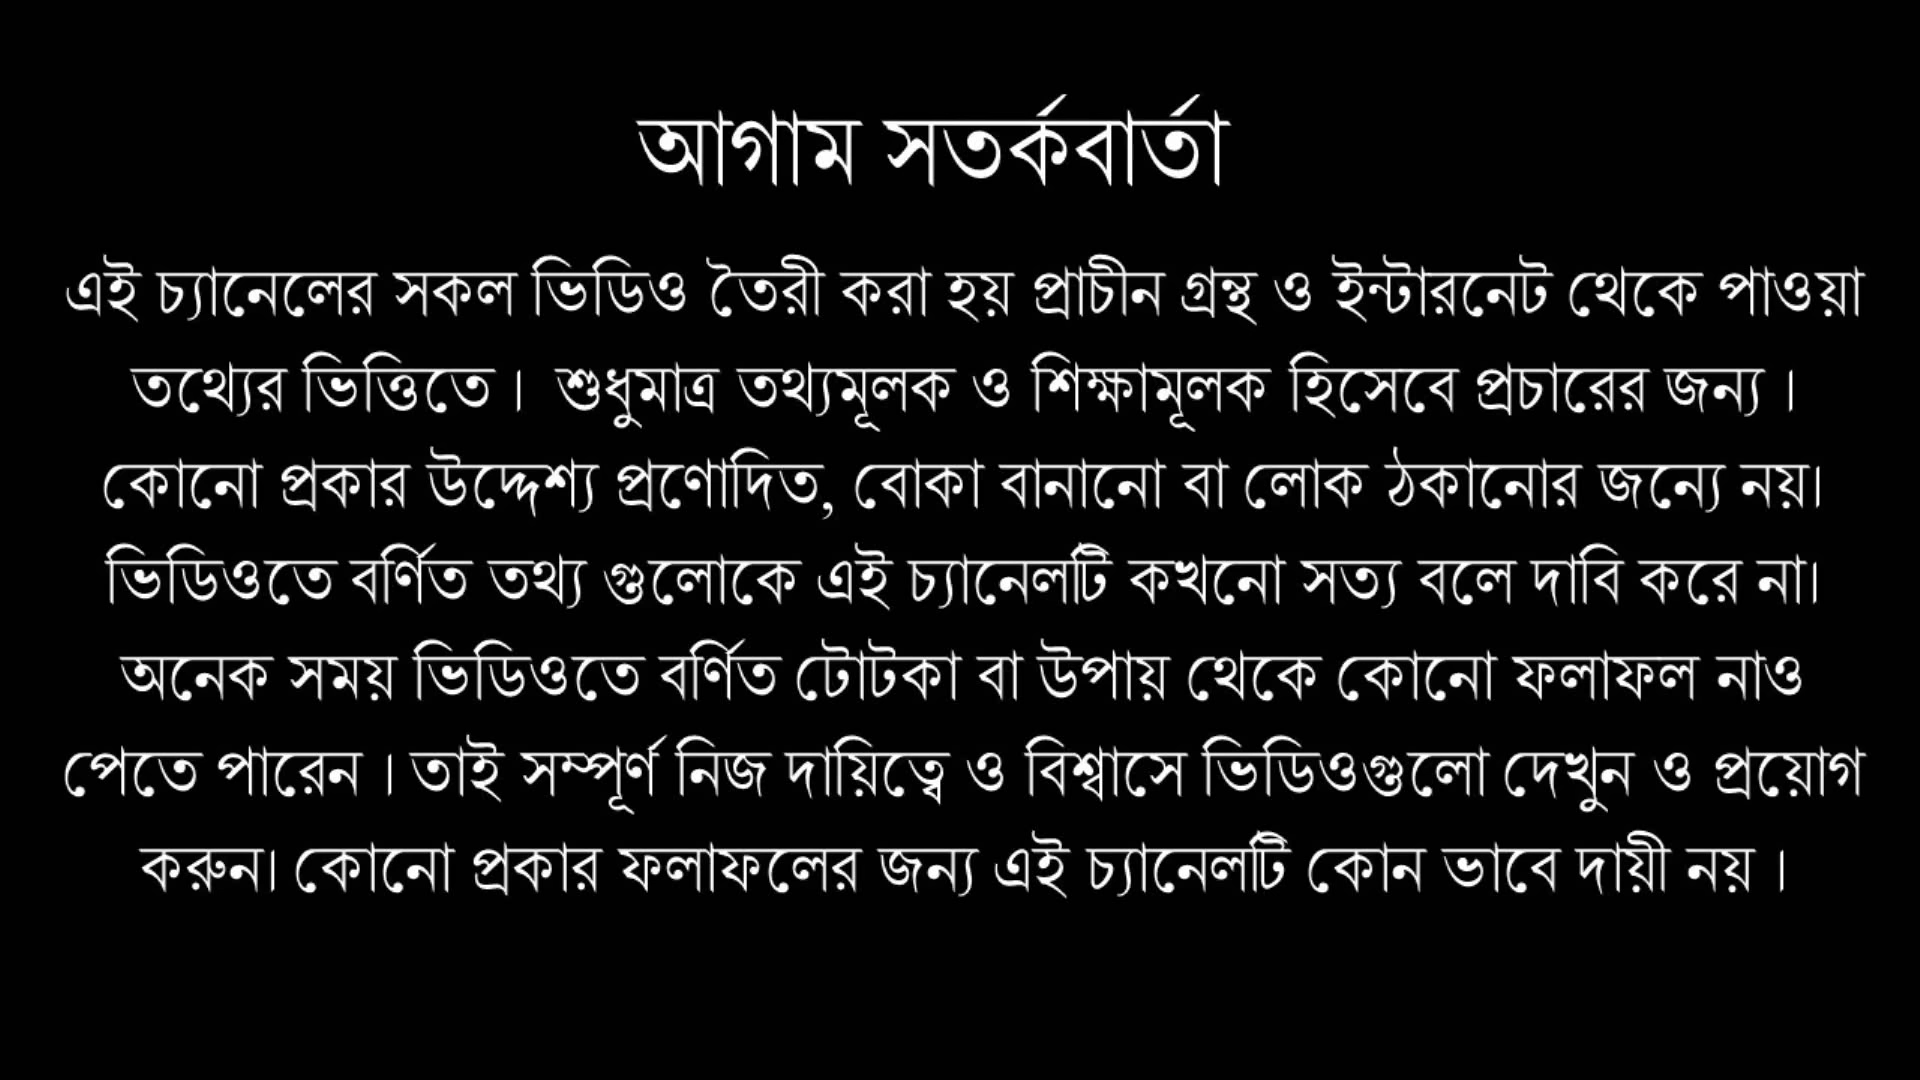 আগাম সতর্কবার্তা
এই চ্যানেলের সকল ভিডিও তৈরী করা হয় প্রাচীন গ্রন্থ ও ইন্টারনেট থেকে পাওয়া
তথ্যের ভিত্তিতে। শুধুমাত্র তথ্যমূলক ও শিক্ষামূলক হিসেবে প্রচারের জন্য ।
কোনো প্রকার উদ্দেশ্য প্রণোদিত, বোকা বানানো বা লোক ঠকানোর জন্যে নয়।
ভিডিওতে বর্ণিত তথ্য গুলোকে এই চ্যানেলটি কখনো সত্য বলে দাবি করে না।
অনেক সময় ভিডিওতে বর্ণিত টোটকা বা উপায় থেকে কোনো ফলাফল নাও
পেতে পারেন । তাই সম্পূর্ণ নিজ দায়িত্বে ও বিশ্বাসে ভিডিওগুলো দেখুন ও প্রয়োগ
করুন। কোনো প্রকার ফলাফলের জন্য এই চ্যানেলটি কোন ভাবে দায়ী নয় ।